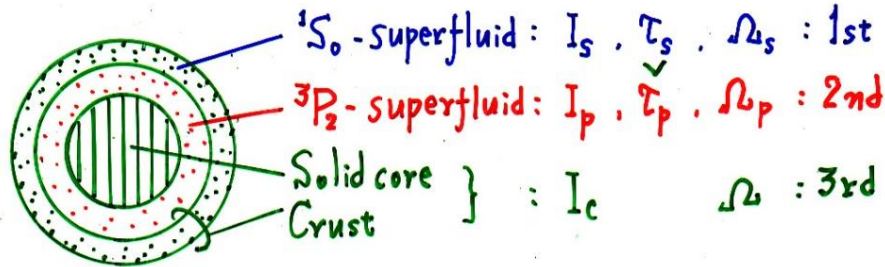 ¹S₀-superfluid: I_s, τ_s, Ω_s : 1st
³P₂-superfluid: I_p, τ_p, Ω_p : 2nd
Solid core
Crust } : I_c Ω : 3rd